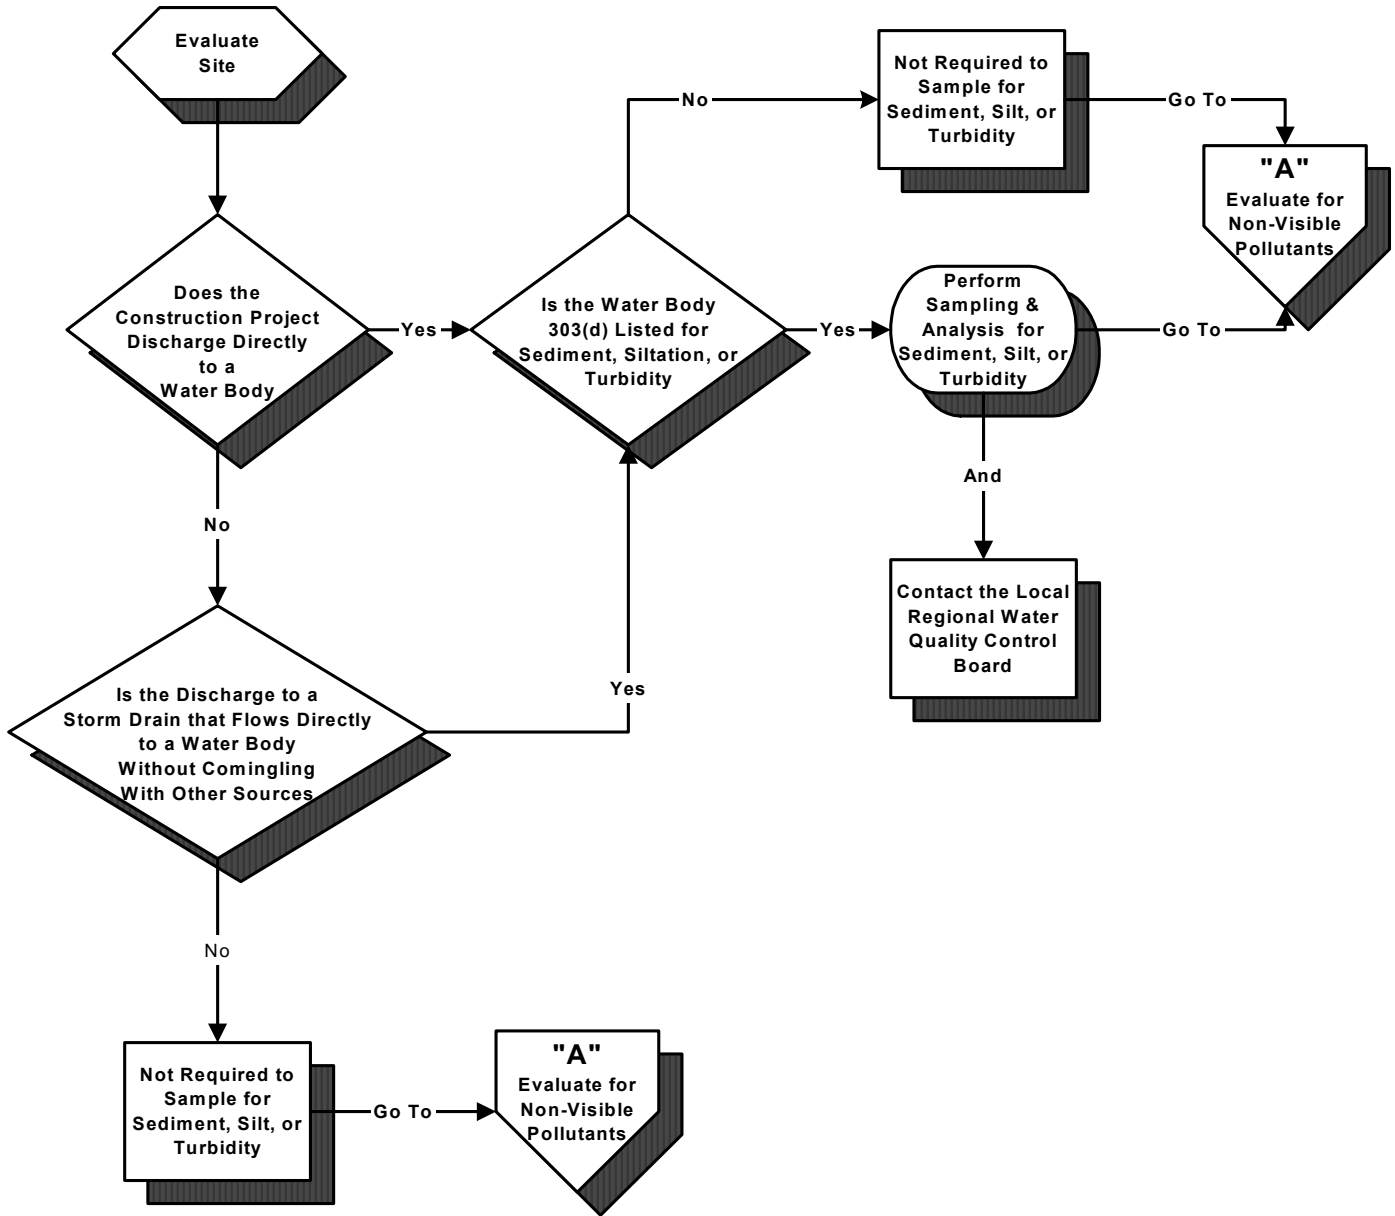 Evaluate
Site
Does the
Construction Project
Discharge Directly
to a
Water Body
Yes
Is the Water Body
303(d) Listed for
Sediment, Siltation, or
Turbidity
No
Not Required to
Sample for
Sediment, Silt, or
Turbidity
Go To
"A"
Evaluate for
Non-Visible
Pollutants
Yes
Perform
Sampling &
Analysis for
Sediment, Silt, or
Turbidity
Go To
And
Contact the Local
Regional Water
Quality Control
Board
No
Is the Discharge to a
Storm Drain that Flows Directly
to a Water Body
Without Comingling
With Other Sources
Yes
No
Not Required to
Sample for
Sediment, Silt, or
Turbidity
Go To
"A"
Evaluate for
Non-Visible
Pollutants